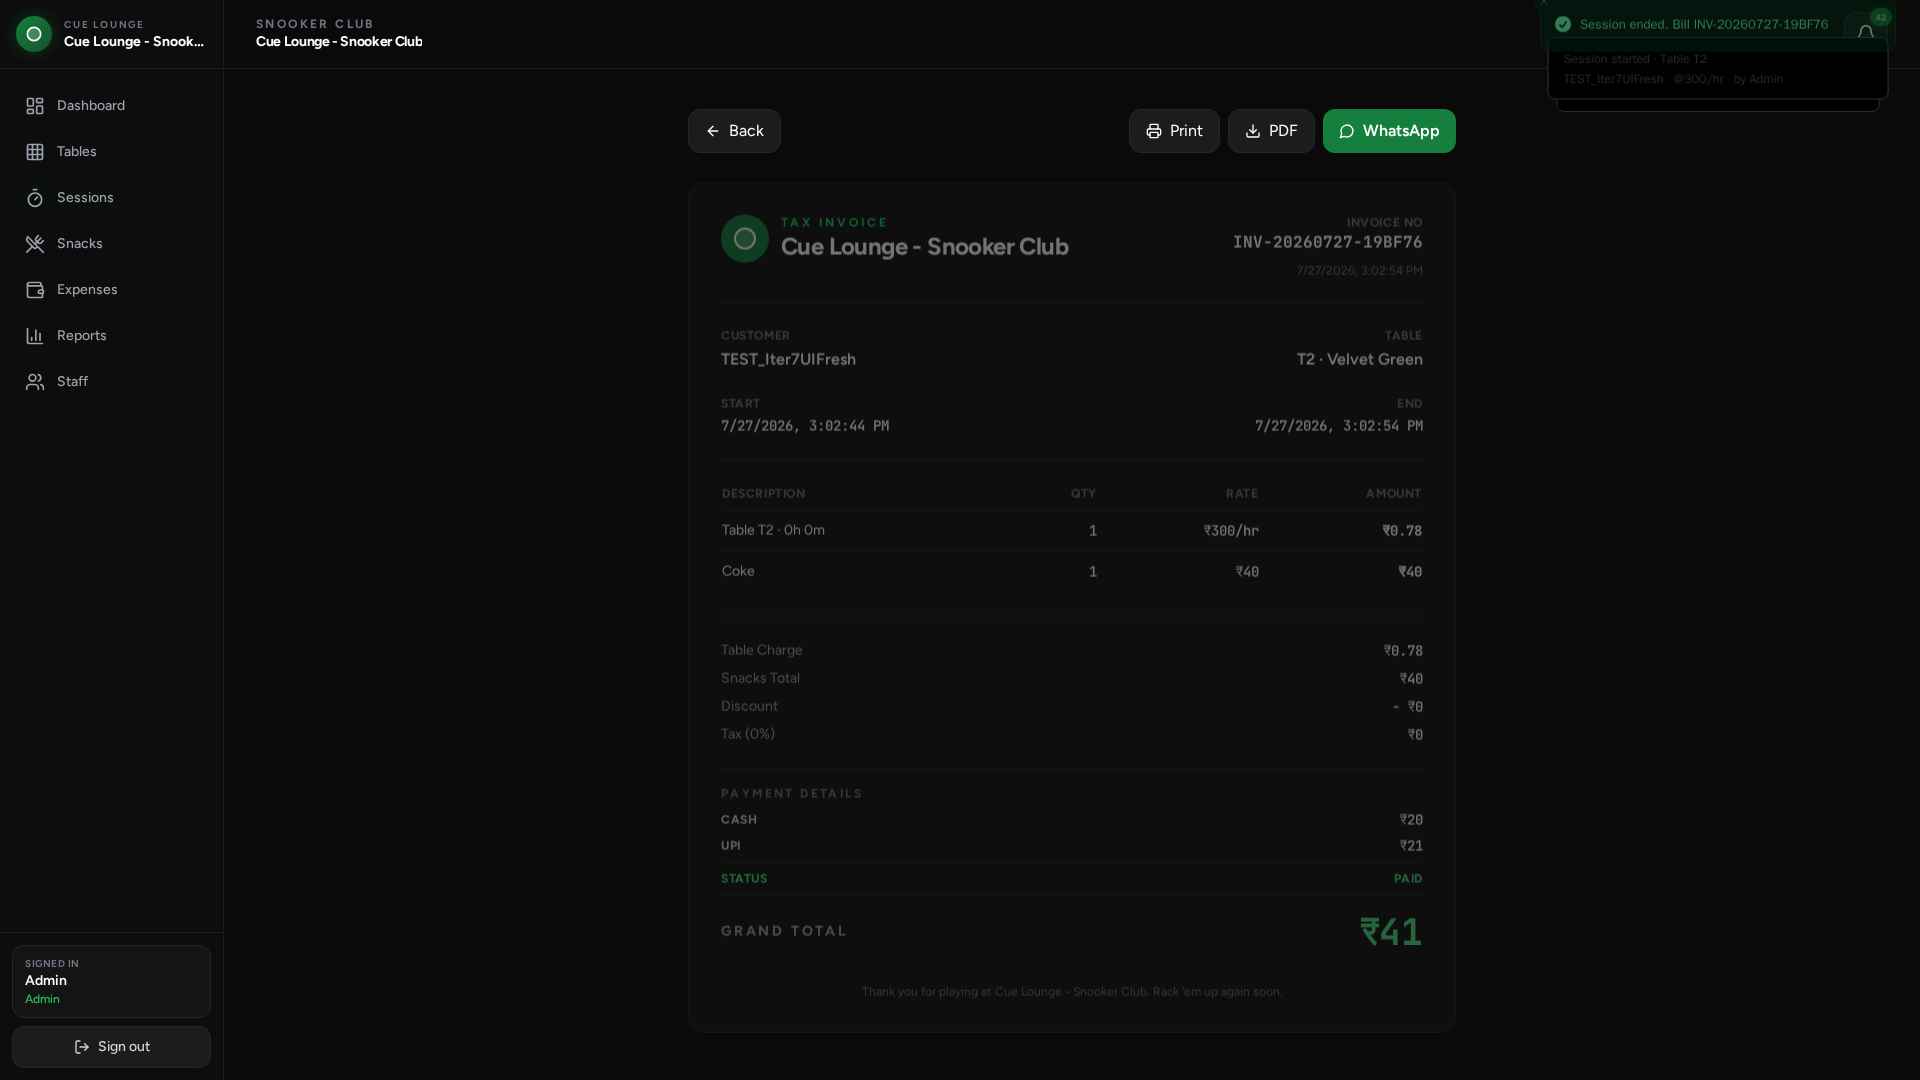 CUE LOUNGE
Cue Lounge - Snook...
SNOOKER CLUB
Cue Lounge - Snooker Club
Session ended. Bill INV-20260727-19BF76
42
Session started · Table T2
TEST_Iter7UIFresh · @300/hr · by Admin
Dashboard
Tables
Sessions
Snacks
Expenses
Reports
Staff
Back
Print
PDF
WhatsApp
TAX INVOICE
Cue Lounge - Snooker Club
INVOICE NO
INV-20260727-19BF76
7/27/2026, 3:02:54 PM
CUSTOMER
TABLE
TEST_Iter7UIFresh
T2 · Velvet Green
START
END
7/27/2026, 3:02:44 PM
7/27/2026, 3:02:54 PM
DESCRIPTION QTY RATE AMOUNT
Table T2 · 0h 0m 1 ₹300/hr ₹0.78
Coke 1 ₹40 ₹40
Table Charge ₹0.78
Snacks Total ₹40
Discount - ₹0
Tax (0%) ₹0
PAYMENT DETAILS
CASH ₹20
UPI ₹21
STATUS PAID
GRAND TOTAL ₹41
Thank you for playing at Cue Lounge - Snooker Club. Rack 'em up again soon.
SIGNED IN
Admin
Admin
Sign out